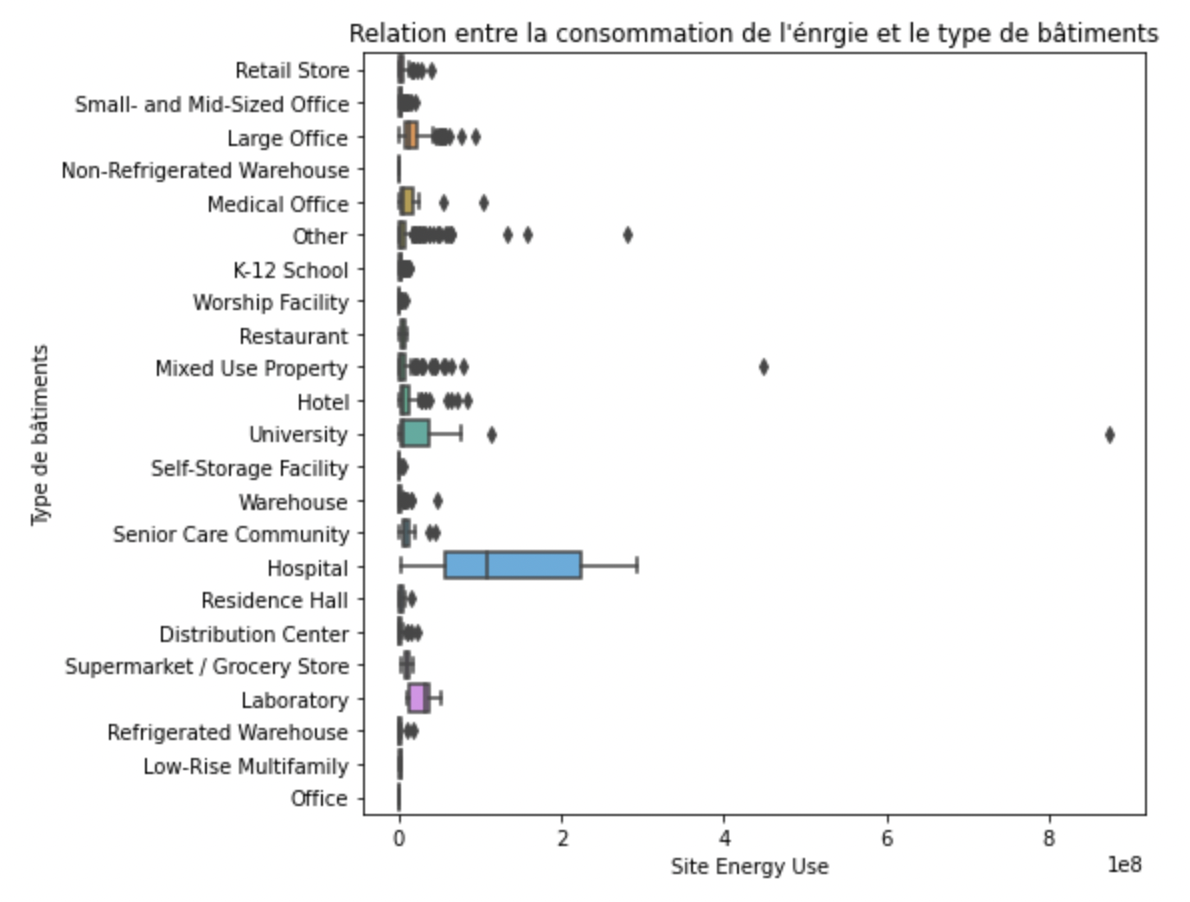 Relation entre la consommation de l'énrgie et le type de bâtiments
Retail Store
Small- and Mid-Sized Office
Large Office
Non-Refrigerated Warehouse
Medical Office
Other
K-12 School
Worship Facility
Restaurant
Mixed Use Property
Hotel
University
Self-Storage Facility
Warehouse
Senior Care Community
Hospital
Residence Hall
Distribution Center
Supermarket / Grocery Store
Laboratory
Refrigerated Warehouse
Low-Rise Multifamily
Office
Type de bâtiments
0 2 4 6 8
Site Energy Use
1e8